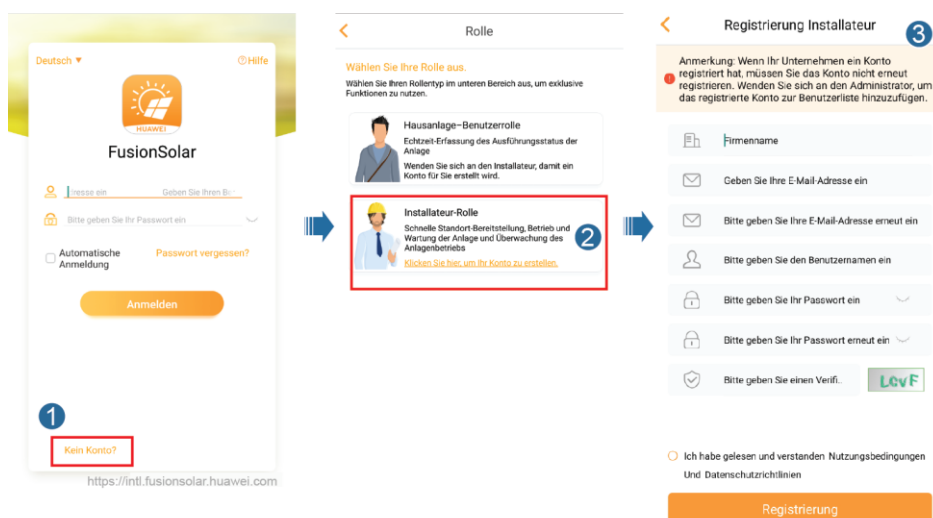 Deutsch ▼ Hilfe
HUAWEI
FusionSolar
resse ein Geben Sie Ihren
Bitte geben Sie Ihr Passwort ein
Automatische
Anmeldung
Passwort vergessen?
Anmelden
1
Kein Konto?
https://intl.fusionsolar.huawei.com
Rolle
Wählen Sie Ihre Rolle aus.
Wählen Sie Ihren Rollentyp im unteren Bereich aus, um exklusive
Funktionen zu nutzen.
Hausanlage-Benutzerrolle
Echtzeit-Erfassung des Ausführungsstatus der
Anlage
Wenden Sie sich an den Installateur, damit ein
Konto für Sie erstellt wird.
Installateur-Rolle
Schnelle Standort-Bereitstellung, Betrieb und
Wartung der Anlage und Überwachung des
Anlagenbetriebs
Klicken Sie hier, um Ihr Konto zu erstellen.
2
Registrierung Installateur
3
Anmerkung: Wenn Ihr Unternehmen ein Konto
registriert hat, müssen Sie das Konto nicht erneut
registrieren. Wenden Sie sich an den Administrator, um
das registrierte Konto zur Benutzerliste hinzuzufügen.
Firmenname
Geben Sie Ihre E-Mail-Adresse ein
Bitte geben Sie Ihre E-Mail-Adresse erneut ein
Bitte geben Sie den Benutzernamen ein
Bitte geben Sie Ihr Passwort ein
Bitte geben Sie Ihr Passwort erneut ein
Bitte geben Sie einen Verifi.. LcvF
Ich habe gelesen und verstanden Nutzungsbedingungen
Und Datenschutzrichtlinien
Registrierung